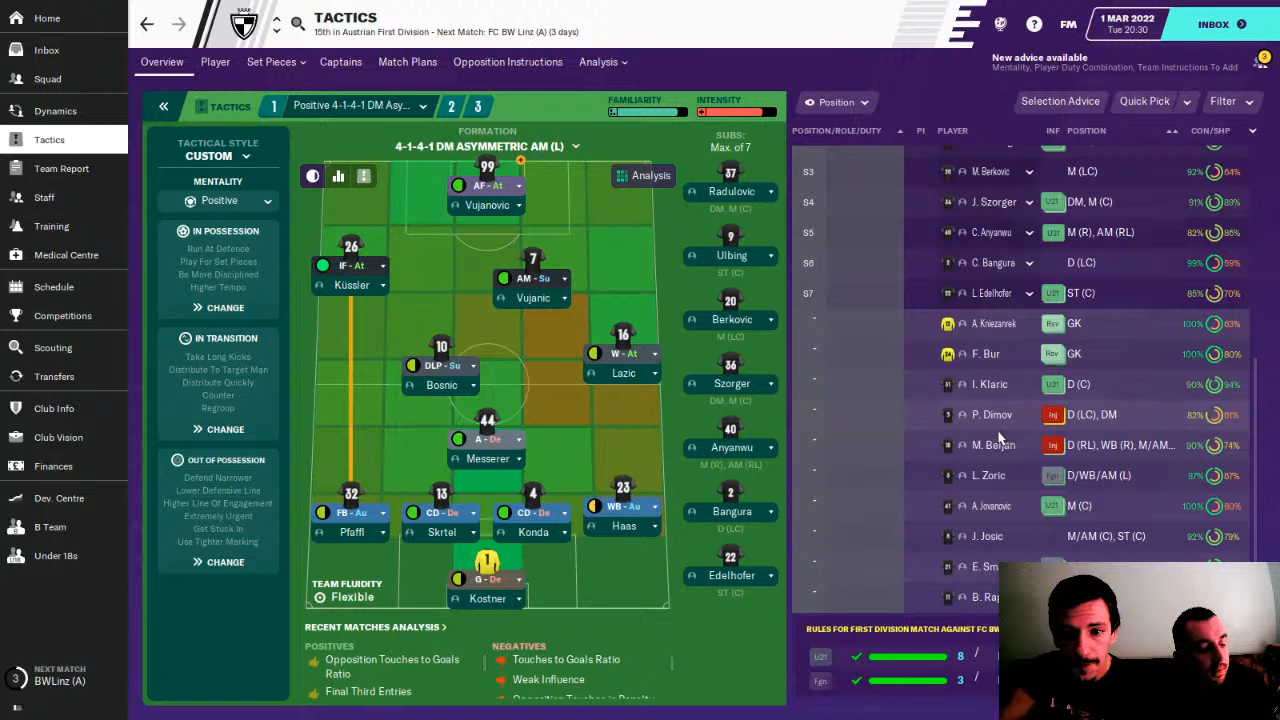 Home
Inbox
Squad
Dynamics
Tactics
Team Report
Staff
Training
Medical Centre
Schedule
Competitions
Scouting
Transfers
Club Info
Club Vision
Finances
Dev. Centre
B Team
Under 18s
3
NEXT MATCH
BWLinz (A)
TACTICS
15th in Austrian First Division - Next Match: FC BW Linz (A) (3 days)
?
FM
1 MAR 2022
Tue 20:30
INBOX
Overview
Player
Set Pieces
Captains
Match Plans
Opposition Instructions
Analysis
New advice available
Mentality, Player Duty Combination, Team Instructions To Add
3
TACTICS
1
Positive 4-1-4-1 DM Asy...
2
3
FAMILIARITY
INTENSITY
TACTICAL STYLE
CUSTOM
MENTALITY
Positive
IN POSSESSION
Run At Defence
Play For Set Pieces
Be More Disciplined
Higher Tempo
CHANGE
IN TRANSITION
Take Long Kicks
Distribute To Target Man
Distribute Quickly
Counter
Regroup
CHANGE
OUT OF POSSESSION
Defend Narrower
Lower Defensive Line
Higher Line Of Engagement
Extremely Urgent
Get Stuck In
Use Tighter Marking
CHANGE
FORMATION
4-1-4-1 DM ASYMMETRIC AM (L)
Analysis
99
AF - At
Vujanovic
26
IF - At
Küssler
7
AM - Su
Vujanic
16
W - At
Lazic
10
DLP - Su
Bosnic
44
A - De
Messerer
32
FB - Au
Pfaffl
13
CD - De
Skrtel
4
CD - De
Konda
23
WB - Au
Haas
1
G - De
Kostner
TEAM FLUIDITY
Flexible
RECENT MATCHES ANALYSIS
POSITIVES
Opposition Touches to Goals
Ratio
Final Third Entries
NEGATIVES
Touches to Goals Ratio
Weak Influence
SUBS:
Max. of 7
37
Radulovic
DM, M (C)
9
Ulbing
ST (C)
20
Berkovic
M (LC)
36
Szorger
DM, M (C)
40
Anyanwu
M (R), AM (RL)
2
Bangura
D (LC)
22
Edelhofer
ST (C)
Position
Selection Advice
Quick Pick
Filter
POSITION/ROLE/DUTY
PI
PLAYER
INF
POSITION
CON/SHP
S3
M. Berkovic
M (LC)
92%
64%
S4
J. Szorger
U21
DM, M (C)
91%
89%
S5
C. Anyanwu
U21
M (R), AM (RL)
82%
86%
S6
C. Bangura
D (LC)
99%
59%
S7
L. Edelhofer
U21
ST (C)
85%
70%
-
A. Kniezanrek
Rsv
GK
100%
63%
-
F. Bur
Rsv
GK
100%
80%
-
I. Klaric
U21
D (C)
90%
94%
-
P. Dimov
Inj
D (LC), DM
82%
61%
-
M. Berjan
Inj
D (RL), WB (R), M/AM...
90%
74%
-
L. Zoric
Fgn
D/WB/AM (L)
97%
67%
-
A. Jovanovic
U21
M (C)
100%
60%
-
J. Josic
M/AM (C), ST (C)
92%
79%
-
-
RULES FOR FIRST DIVISION MATCH AGAINST FC BW
U21
8
/
Fgn
3
/